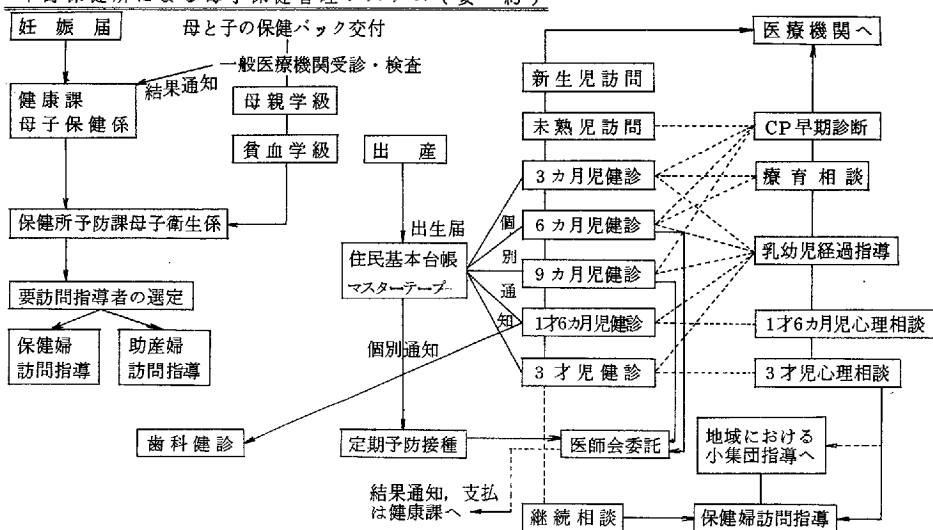 妊娠届
母と子の保健パック交付
医療機関へ
一般医療機関受診・検査
結果通知
新生児訪問
健康課
母子保健係
母親学級
未熟児訪問
CP早期診断
貧血学級
出産
3カ月児健診
療育相談
保健所予防課母子衛生係
出生届
個別通知
6カ月児健診
乳幼児経過指導
住民基本台帳
マスターテープ
9カ月児健診
要訪問指導者の選定
1才6カ月児健診
1才6カ月児心理相談
保健婦
訪問指導
助産婦
訪問指導
個別通知
3才児健診
3才児心理相談
歯科健診
定期予防接種
医師会委託
地域における
小集団指導へ
結果通知，支払
は健康課へ
継続相談
保健婦訪問指導